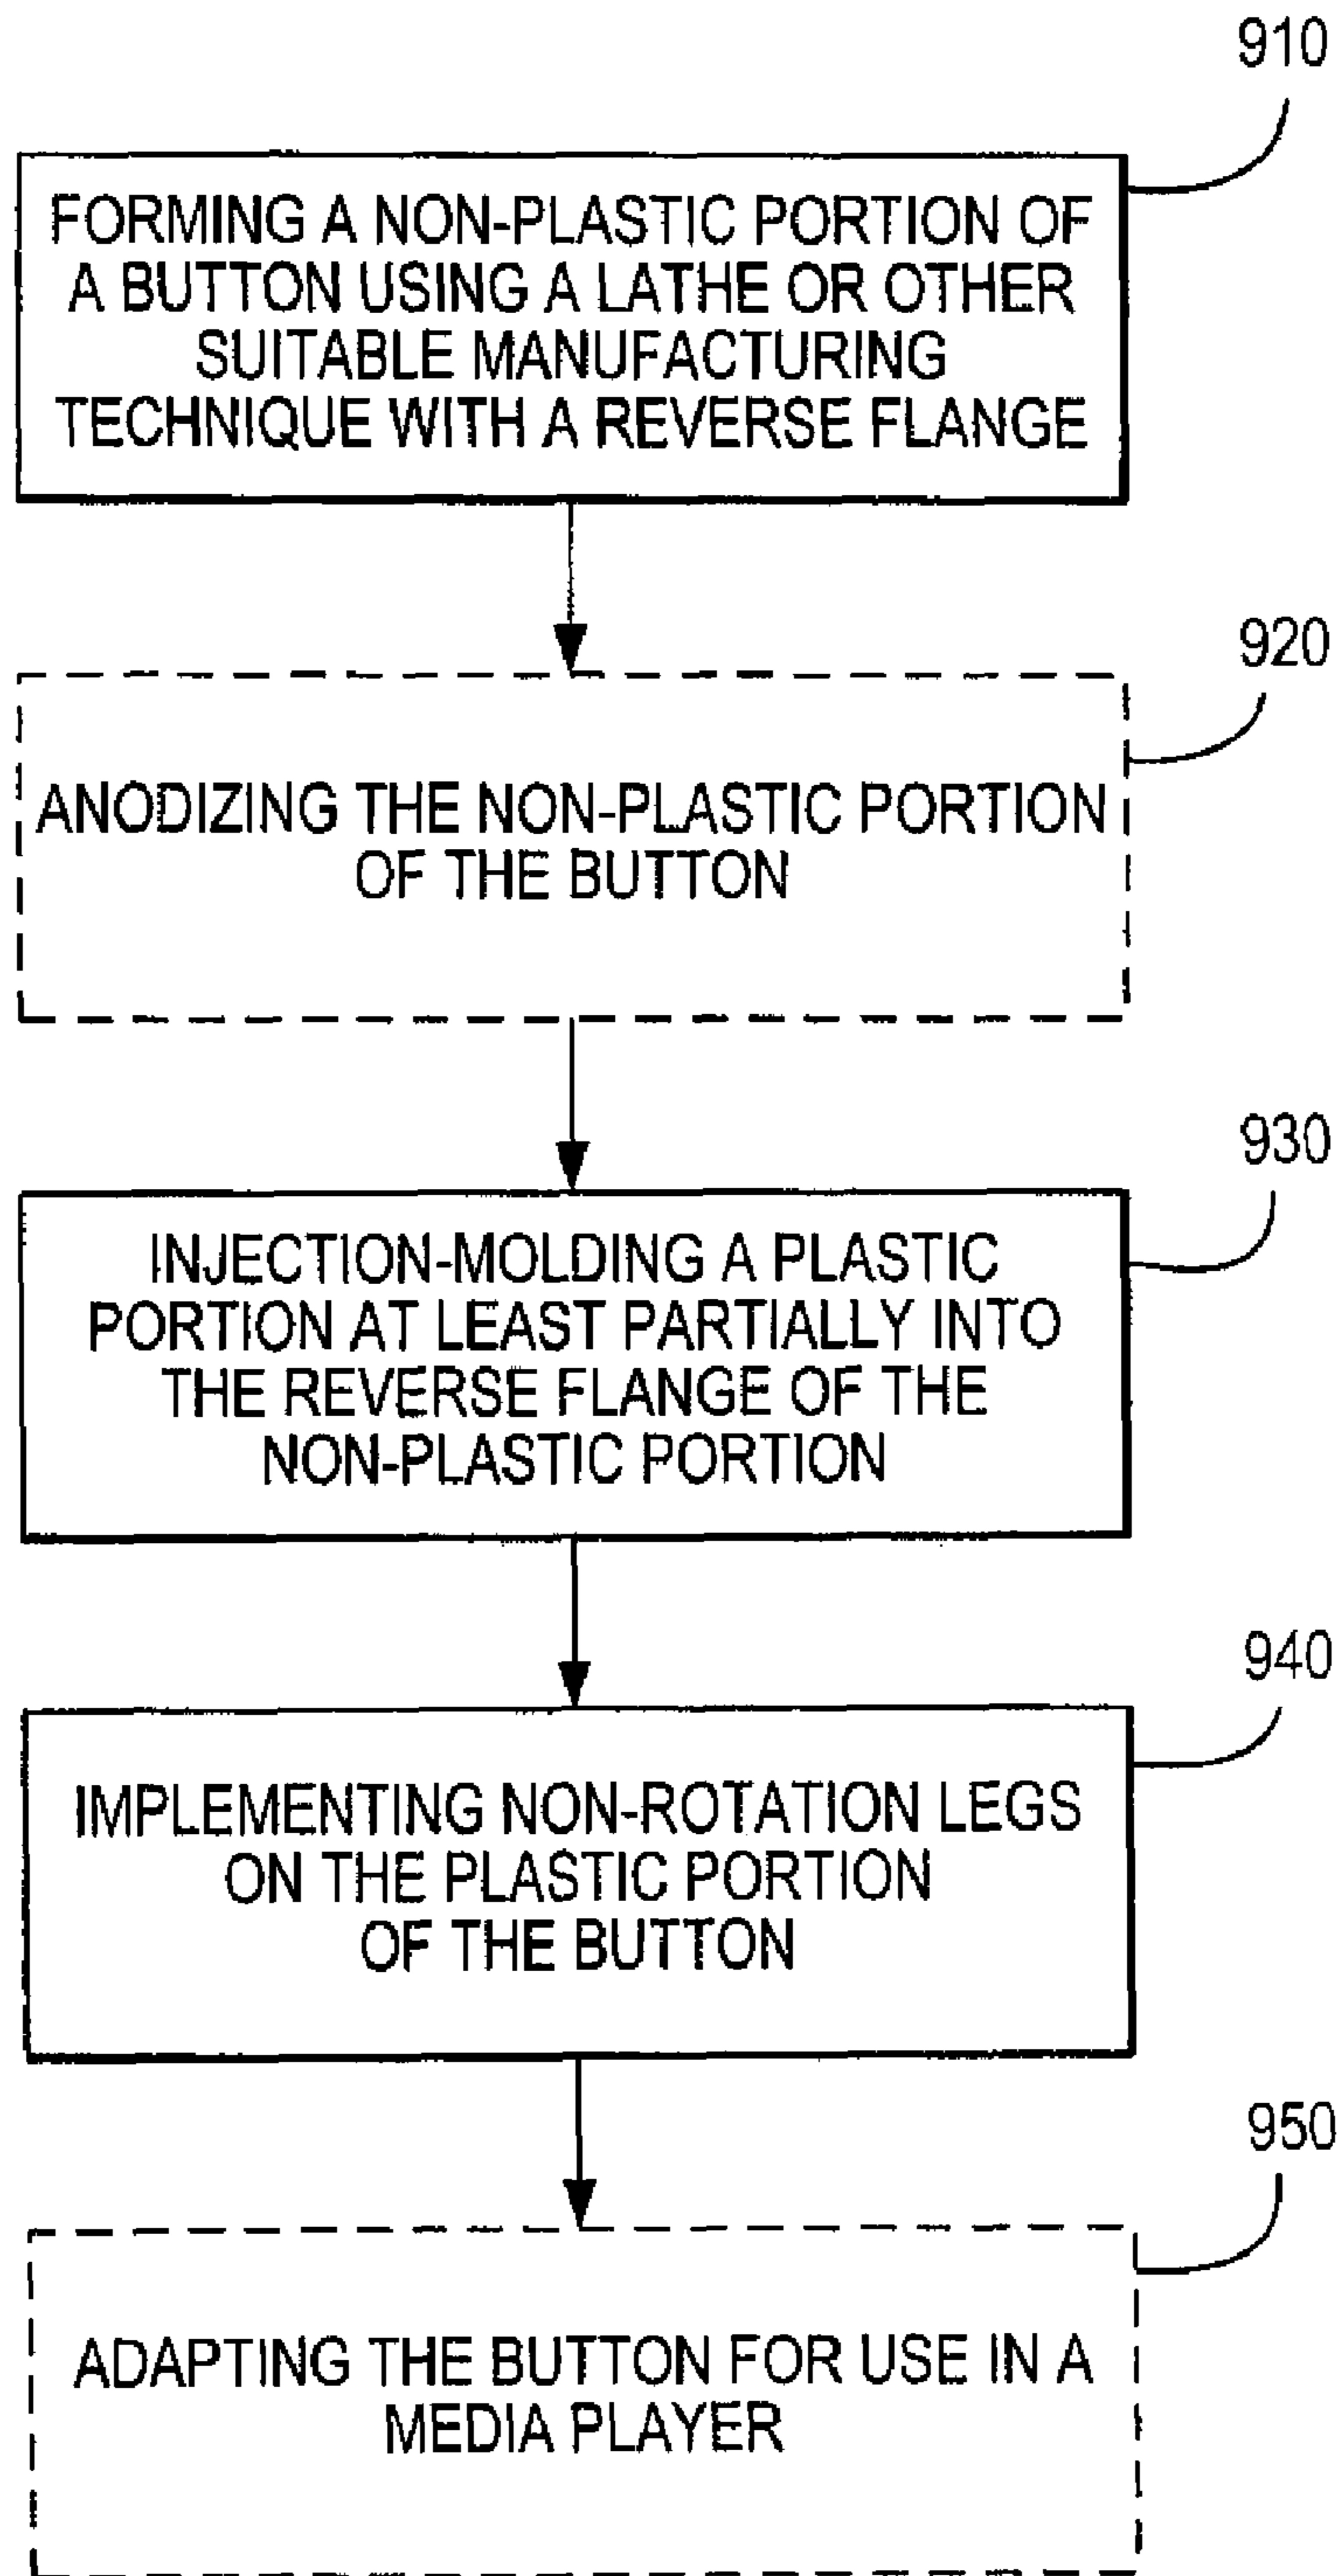 910
FORMING A NON-PLASTIC PORTION OF
A BUTTON USING A LATHE OR OTHER
SUITABLE MANUFACTURING
TECHNIQUE WITH A REVERSE FLANGE
920
ANODIZING THE NON-PLASTIC PORTION
OF THE BUTTON
930
INJECTION-MOLDING A PLASTIC
PORTION AT LEAST PARTIALLY INTO
THE REVERSE FLANGE OF THE
NON-PLASTIC PORTION
940
IMPLEMENTING NON-ROTATION LEGS
ON THE PLASTIC PORTION
OF THE BUTTON
950
ADAPTING THE BUTTON FOR USE IN A
MEDIA PLAYER